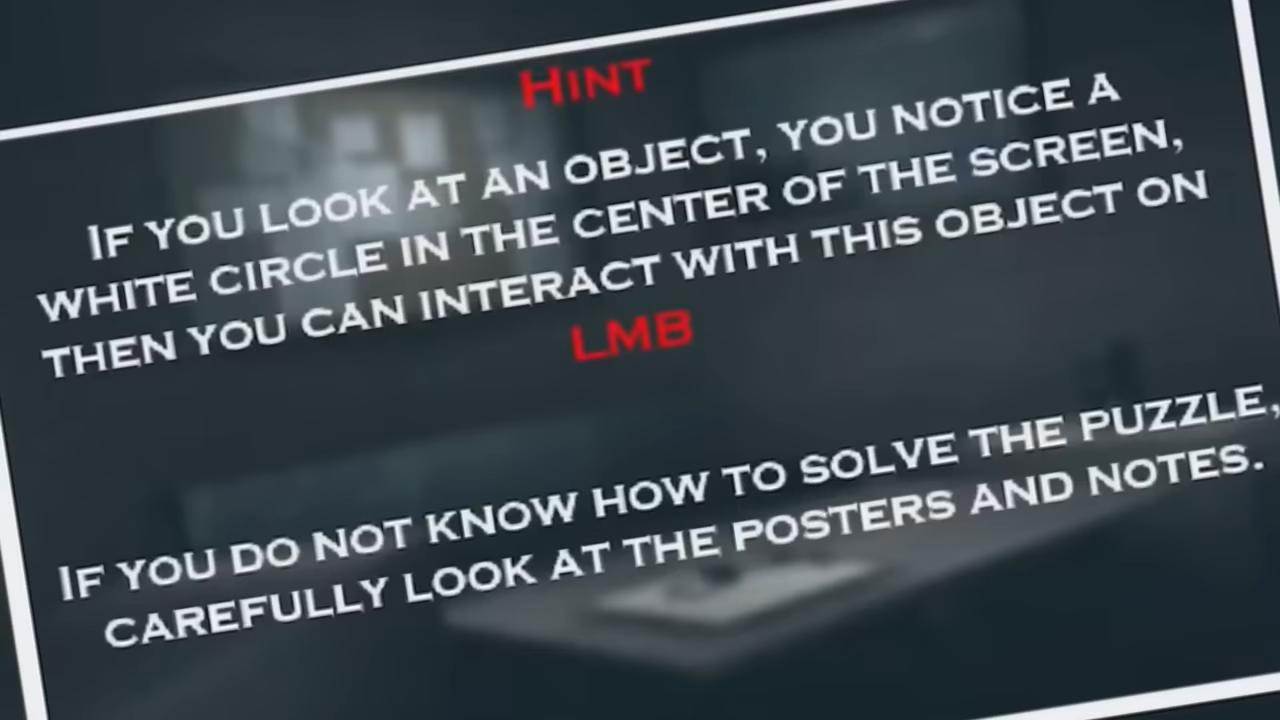 Hint
If you look at an object, you notice a
white circle in the center of the screen,
then you can interact with this object on
LMB
If you do not know how to solve the puzzle,
carefully look at the posters and notes.